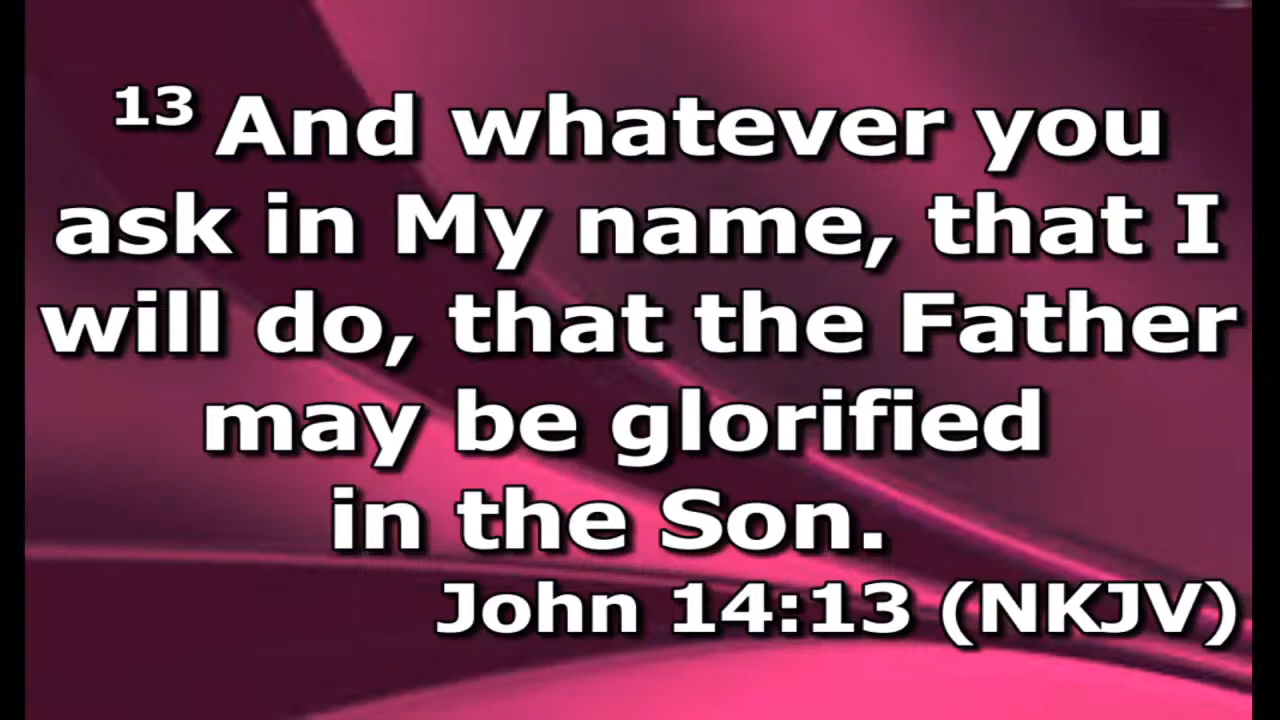 13 And whatever you
ask in My name, that I
will do, that the Father
may be glorified
in the Son.
John 14:13 (NKJV)